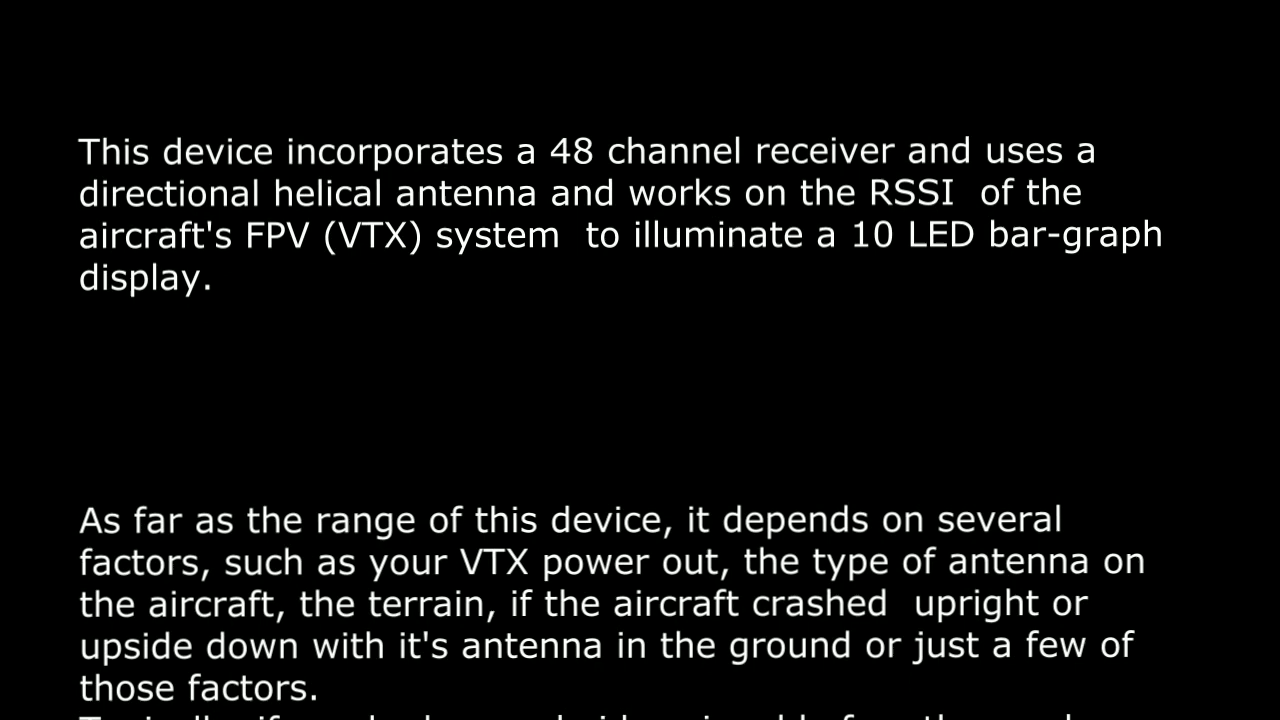 This device incorporates a 48 channel receiver and uses a
directional helical antenna and works on the RSSI  of the
aircraft's FPV (VTX) system  to illuminate a 10 LED bar-graph
display.
As far as the range of this device, it depends on several
factors, such as your VTX power out, the type of antenna on
the aircraft, the terrain, if the aircraft crashed  upright or
upside down with it's antenna in the ground or just a few of
those factors.